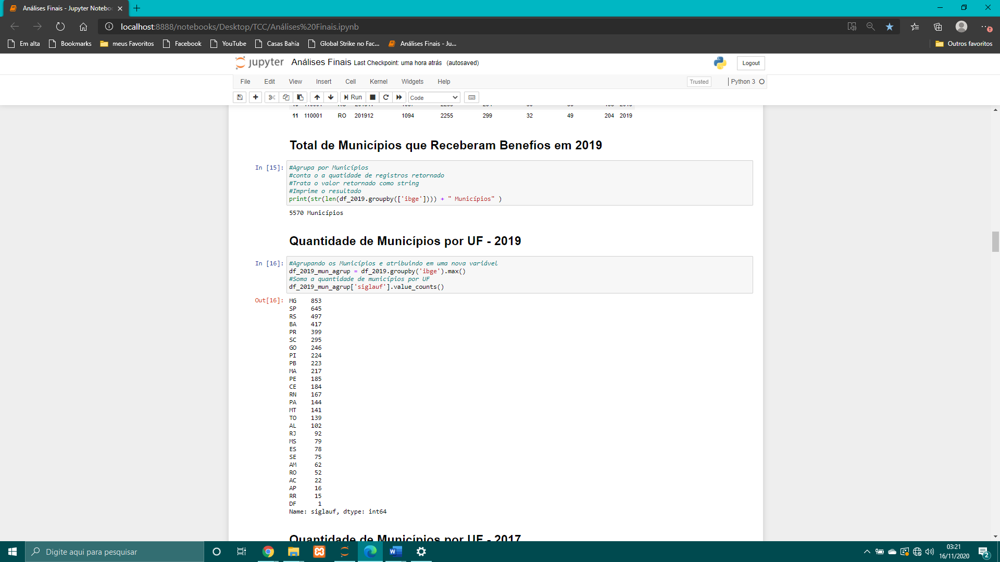 Análises Finais - Jupyter Notebo
localhost:8888/notebooks/Desktop/TCC/Análises%20Finais.ipynb
Em alta
Bookmarks
meus Favoritos
Facebook
YouTube
Casas Bahia
Global Strike no Fac...
Análises Finais - Ju...
Outros favoritos
jupyter Análises Finais Last Checkpoint: uma hora atrás (autosaved)
Logout
File Edit View Insert Cell Kernel Widgets Help
Trusted
Python 3
Run
Code
11 110001 RO 201912 1094 2255 299 32 49 204 2019
Total de Municípios que Receberam Benefíos em 2019
In [15]:
#Agrupa por Municípios
#conta o a quatidade de registros retornado
#Trata o valor retornado como string
#Imprime o resultado
print(str(len(df_2019.groupby(['ibge']))) + " Municípios" )
5570 Municípios
Quantidade de Municípios por UF - 2019
In [16]:
#Agrupando os Municípios e atribuindo em uma nova variável
df_2019_mun_agrup = df_2019.groupby('ibge').max()
#Soma a quantidade de municípios por UF
df_2019_mun_agrup['siglauf'].value_counts()
Out[16]:
MG 853
SP 645
RS 497
BA 417
PR 399
SC 295
GO 246
PI 224
PB 223
MA 217
PE 185
CE 184
RN 167
PA 144
MT 141
TO 139
AL 102
RJ 92
MS 79
ES 78
SE 75
AM 62
RO 52
AC 22
AP 16
RR 15
DF 1
Name: siglauf, dtype: int64
Quantidade de Municípios por UF - 2017
Digite aqui para pesquisar
03:21
16/11/2020
2